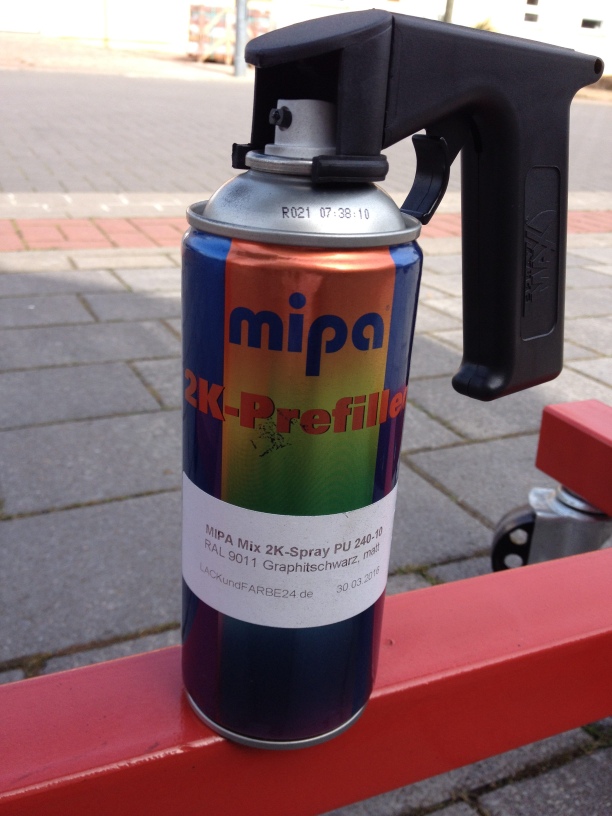 R021 07:38:10
mipa
2K-Prefiller
MIPA Mix 2K-Spray PU 240-10
RAL 9011 Graphitschwarz, matt
LACKundFARBE24.de 30.03.2016